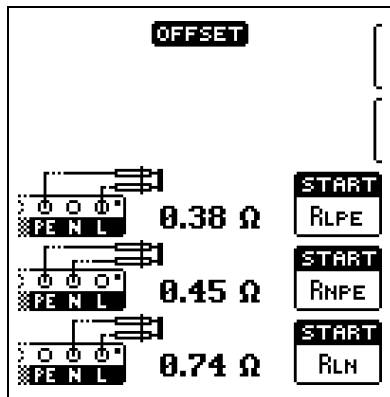 OFFSET
START
PE N L 0.38 Ω RLPE
START
PE N L 0.45 Ω RNPE
START
PE N L 0.74 Ω RLN